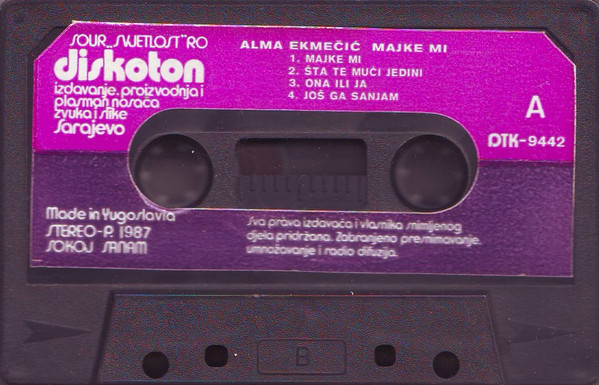 SOUR „SVJETLOST" RO
diskoton
izdavanje, proizvodnja i
plasman nosača
zvuka i slike
Sarajevo
ALMA EKMEČIĆ MAJKE MI
1. MAJKE MI
2. ŠTA TE MUČI JEDINI
3. ONA ILI JA
4. JOŠ GA SANJAM
A
DTK-9442
Made in Yugoslavia
STEREO-P. 1987
SOKOJ SANAM
Sva prava izdavača i vlasnika snimljenog
djela pridržana. Zabranjeno presnimavanje,
umnožavanje i radio difuzija.
B